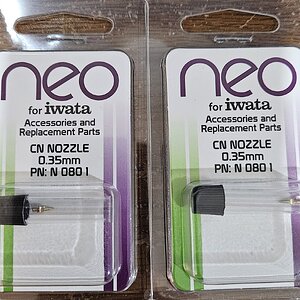 neo
for iwata
Accessories and
Replacement Parts
CN NOZZLE
0.35mm
PN: N 080 1
neo
for iwata
Accessories and
Replacement Parts
CN NOZZLE
0.35mm
PN: N 080 1